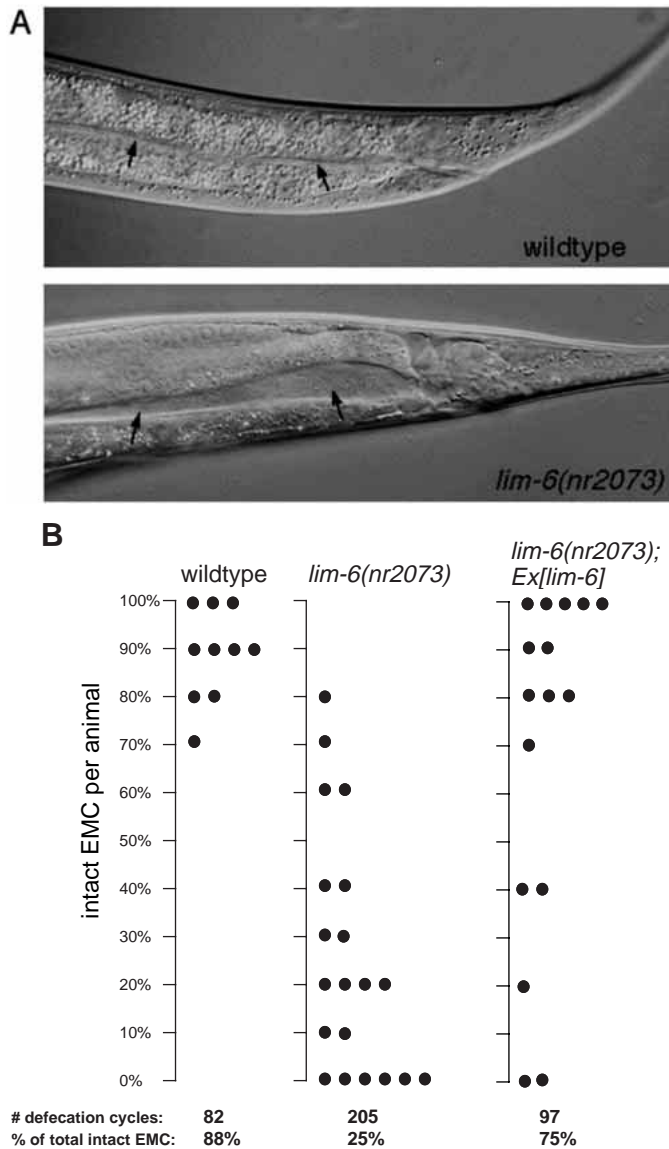 A
wildtype
lim-6(nr2073)
B
wildtype
lim-6(nr2073)
lim-6(nr2073);
Ex[lim-6]
intact EMC per animal
100%
90%
80%
70%
60%
50%
40%
30%
20%
10%
0%
# defecation cycles: 82 205 97
% of total intact EMC: 88% 25% 75%